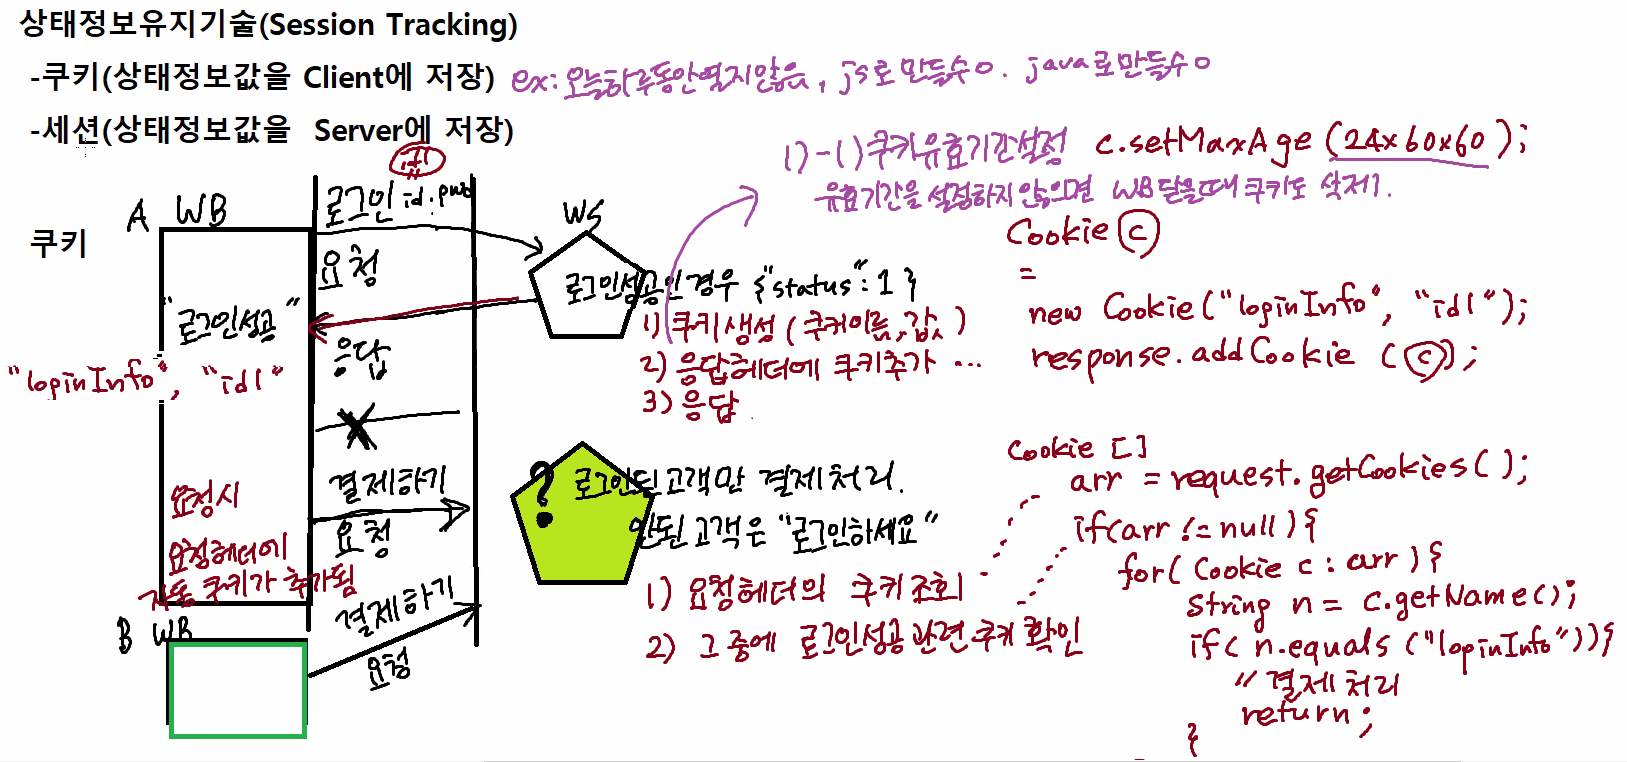 상태정보유지기술(Session Tracking)
-쿠키(상태정보값을 Client에 저장) ex: 오늘하루동안열지않음, js로 만들수O. java로만들수O
-세션(상태정보값을 Server에 저장)
1)-1)쿠키유효기간설정 c.setMaxAge (24x60x60);
유효기간을 설정하지 않으면 WB 닫을때 쿠키도 삭제.
id1
A WB
로그인 id.pwd
WS
쿠키
요청
Cookie c
=
new Cookie("loginInfo", "id1");
response.addCookie (c);
로그인성공인 경우 {"status": 1}
1) 쿠키생성 (쿠키이름, 값)
2) 응답헤더에 쿠키추가 ...
3) 응답
"로그인성공"
응답
"loginInfo", "id1"
X
결제하기
요청
요청시
요청헤더에
자동 쿠키가 추가됨
? 로그인된고객만 결제처리.
안된 고객은 "로그인하세요"
1) 요청헤더의 쿠키조회
2) 그 중에 로그인성공관련쿠키확인
Cookie []
arr = request.getCookies();
if(arr != null){
for( Cookie c : arr ){
String n = c.getName();
if( n.equals ("loginInfo")){
// 결제처리
return;
}
결제하기
요청
B WB